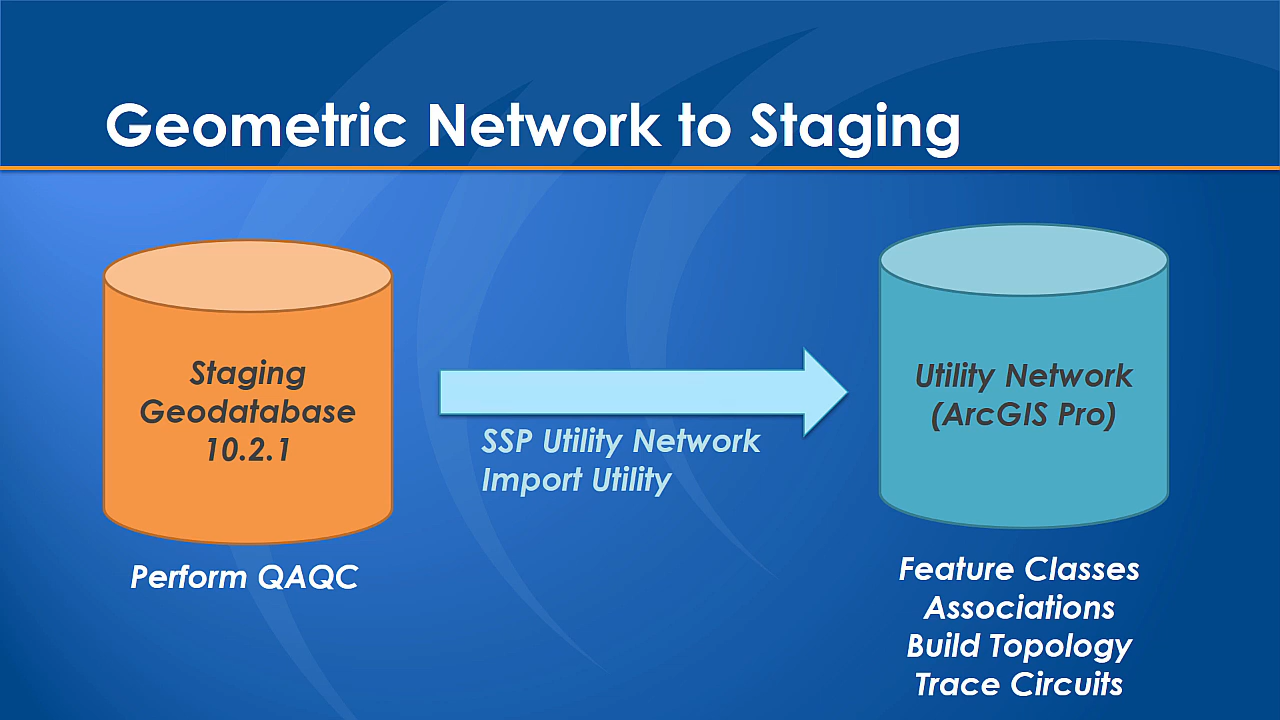 Geometric Network to Staging
Staging
Geodatabase
10.2.1
Perform QAQC
SSP Utility Network
Import Utility
Utility Network
(ArcGIS Pro)
Feature Classes
Associations
Build Topology
Trace Circuits